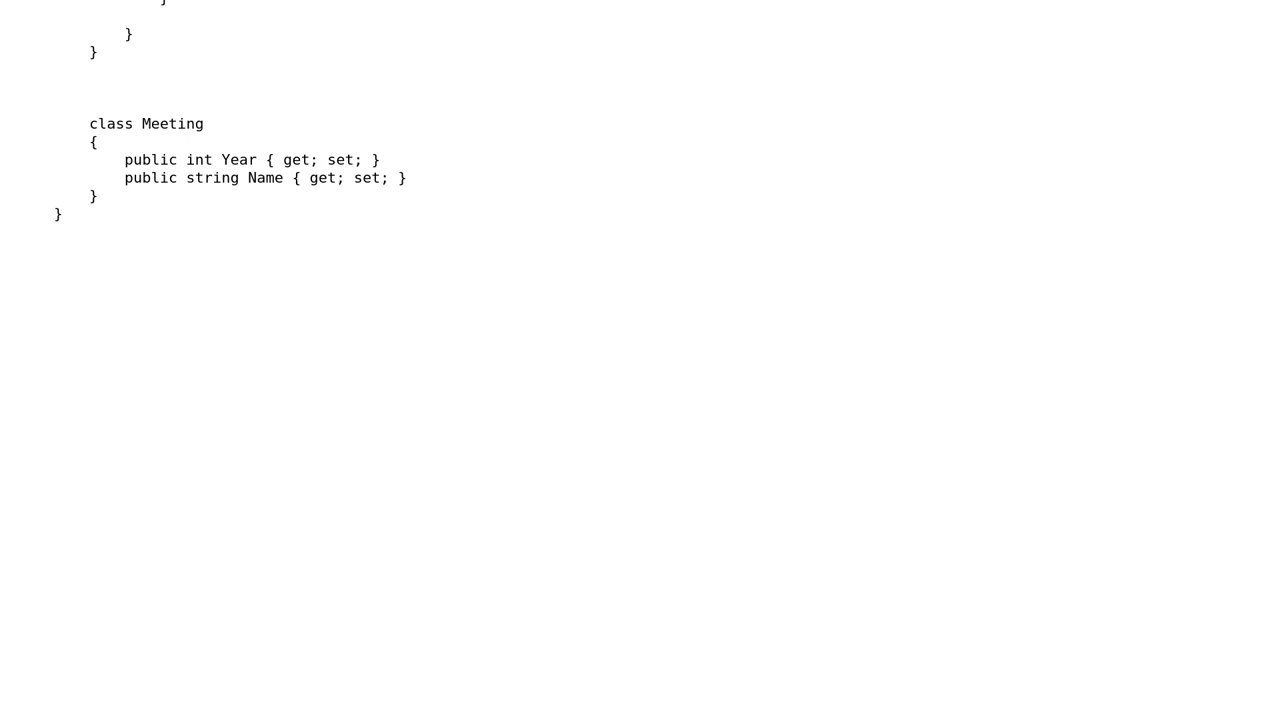 }
}
}
class Meeting
{
public int Year { get; set; }
public string Name { get; set; }
}
}